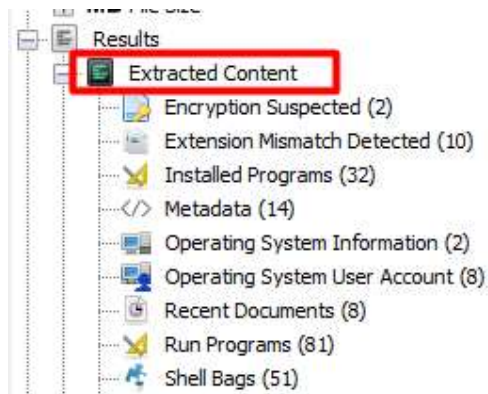 Results
Extracted Content
Encryption Suspected (2)
Extension Mismatch Detected (10)
Installed Programs (32)
Metadata (14)
Operating System Information (2)
Operating System User Account (8)
Recent Documents (8)
Run Programs (81)
Shell Bags (51)